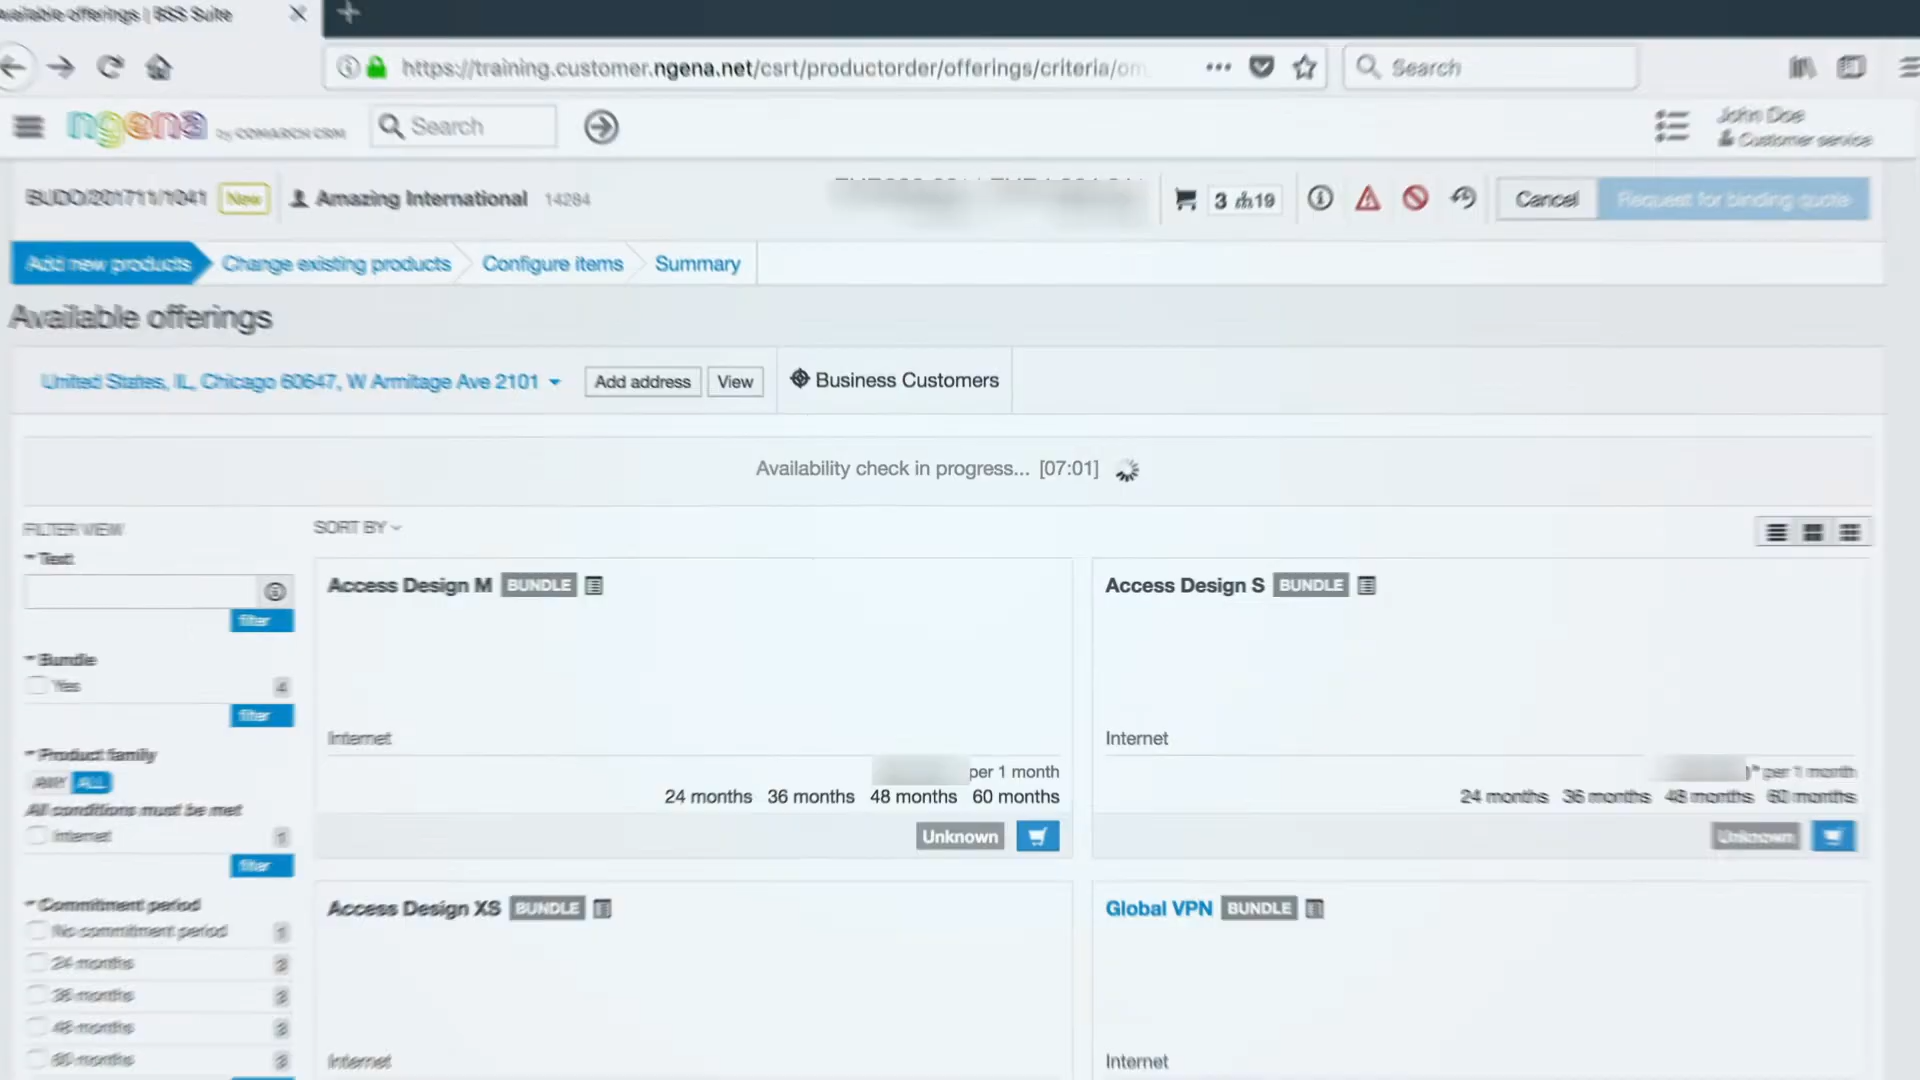 Available offerings | BSS Suite
https://training.customer.ngena.net/csrt/productorder/offerings/criteria/om
Search
ngena by COMARCH CRM
Search
John Doe
Customer service
BUDO/201711/1041 New Amazing International 14284
3 19
Cancel Request for binding quote
Add new products Change existing products Configure items Summary
Available offerings
United States, IL, Chicago 60647, W Armitage Ave 2101 Add address View Business Customers
Availability check in progress... [07:01]
FILTER VIEW
SORT BY
Text
filter
Bundle
Yes 4
filter
Product family
ANY ALL
All conditions must be met
Internet 1
filter
Commitment period
No commitment period 1
24 months 3
36 months 3
48 months 3
60 months 3
Access Design M BUNDLE
Internet
per 1 month
24 months 36 months 48 months 60 months
Unknown
Access Design S BUNDLE
Internet
)* per 1 month
24 months 36 months 48 months 60 months
Unknown
Access Design XS BUNDLE
Internet
Global VPN BUNDLE
Internet